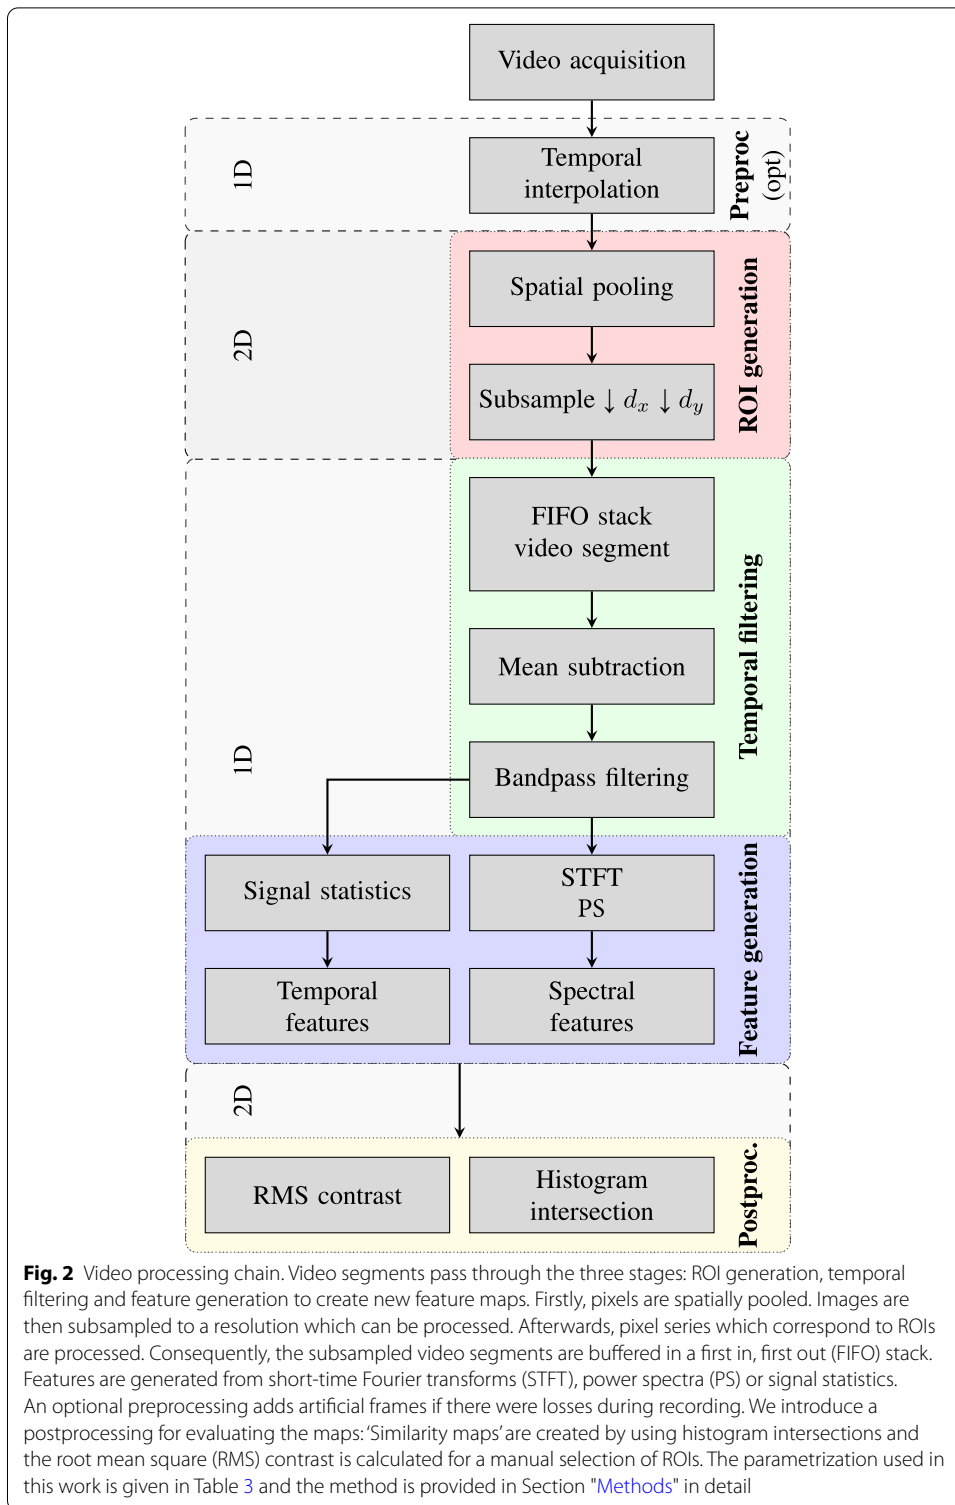 Video acquisition
1D
Temporal
interpolation
Preproc
(opt)
2D
Spatial pooling
Subsample ↓ dx ↓ dy
ROI generation
1D
FIFO stack
video segment
Mean subtraction
Bandpass filtering
Temporal filtering
Signal statistics
STFT
PS
Temporal
features
Spectral
features
Feature generation
2D
RMS contrast
Histogram
intersection
Postproc.
Fig. 2 Video processing chain. Video segments pass through the three stages: ROI generation, temporal
filtering and feature generation to create new feature maps. Firstly, pixels are spatially pooled. Images are
then subsampled to a resolution which can be processed. Afterwards, pixel series which correspond to ROIs
are processed. Consequently, the subsampled video segments are buffered in a first in, first out (FIFO) stack.
Features are generated from short-time Fourier transforms (STFT), power spectra (PS) or signal statistics.
An optional preprocessing adds artificial frames if there were losses during recording. We introduce a
postprocessing for evaluating the maps: ‘Similarity maps’ are created by using histogram intersections and
the root mean square (RMS) contrast is calculated for a manual selection of ROIs. The parametrization used in
this work is given in Table 3 and the method is provided in Section "Methods" in detail